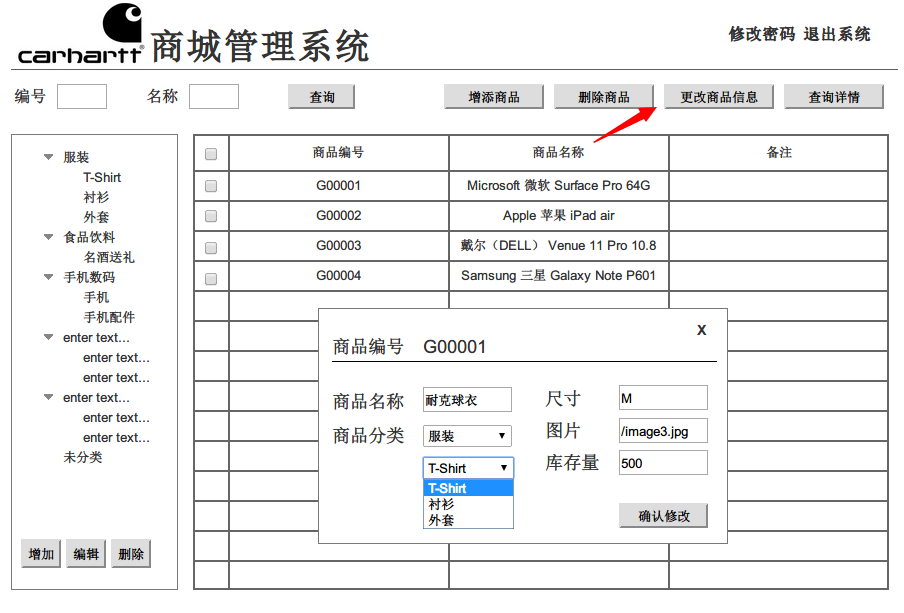 carhartt 商城管理系统
修改密码 退出系统
编号 名称 查询 增添商品 删除商品 更改商品信息 查询详情
服装
T-Shirt
衬衫
外套
食品饮料
名酒送礼
手机数码
手机
手机配件
enter text...
enter text...
enter text...
enter text...
enter text...
enter text...
未分类
增加 编辑 删除
商品编号 商品名称 备注
G00001 Microsoft 微软 Surface Pro 64G
G00002 Apple 苹果 iPad air
G00003 戴尔（DELL） Venue 11 Pro 10.8
G00004 Samsung 三星 Galaxy Note P601
X
商品编号 G00001
商品名称 耐克球衣 尺寸 M
商品分类 服装 图片 /image3.jpg
T-Shirt 库存量 500
T-Shirt
衬衫
外套
确认修改